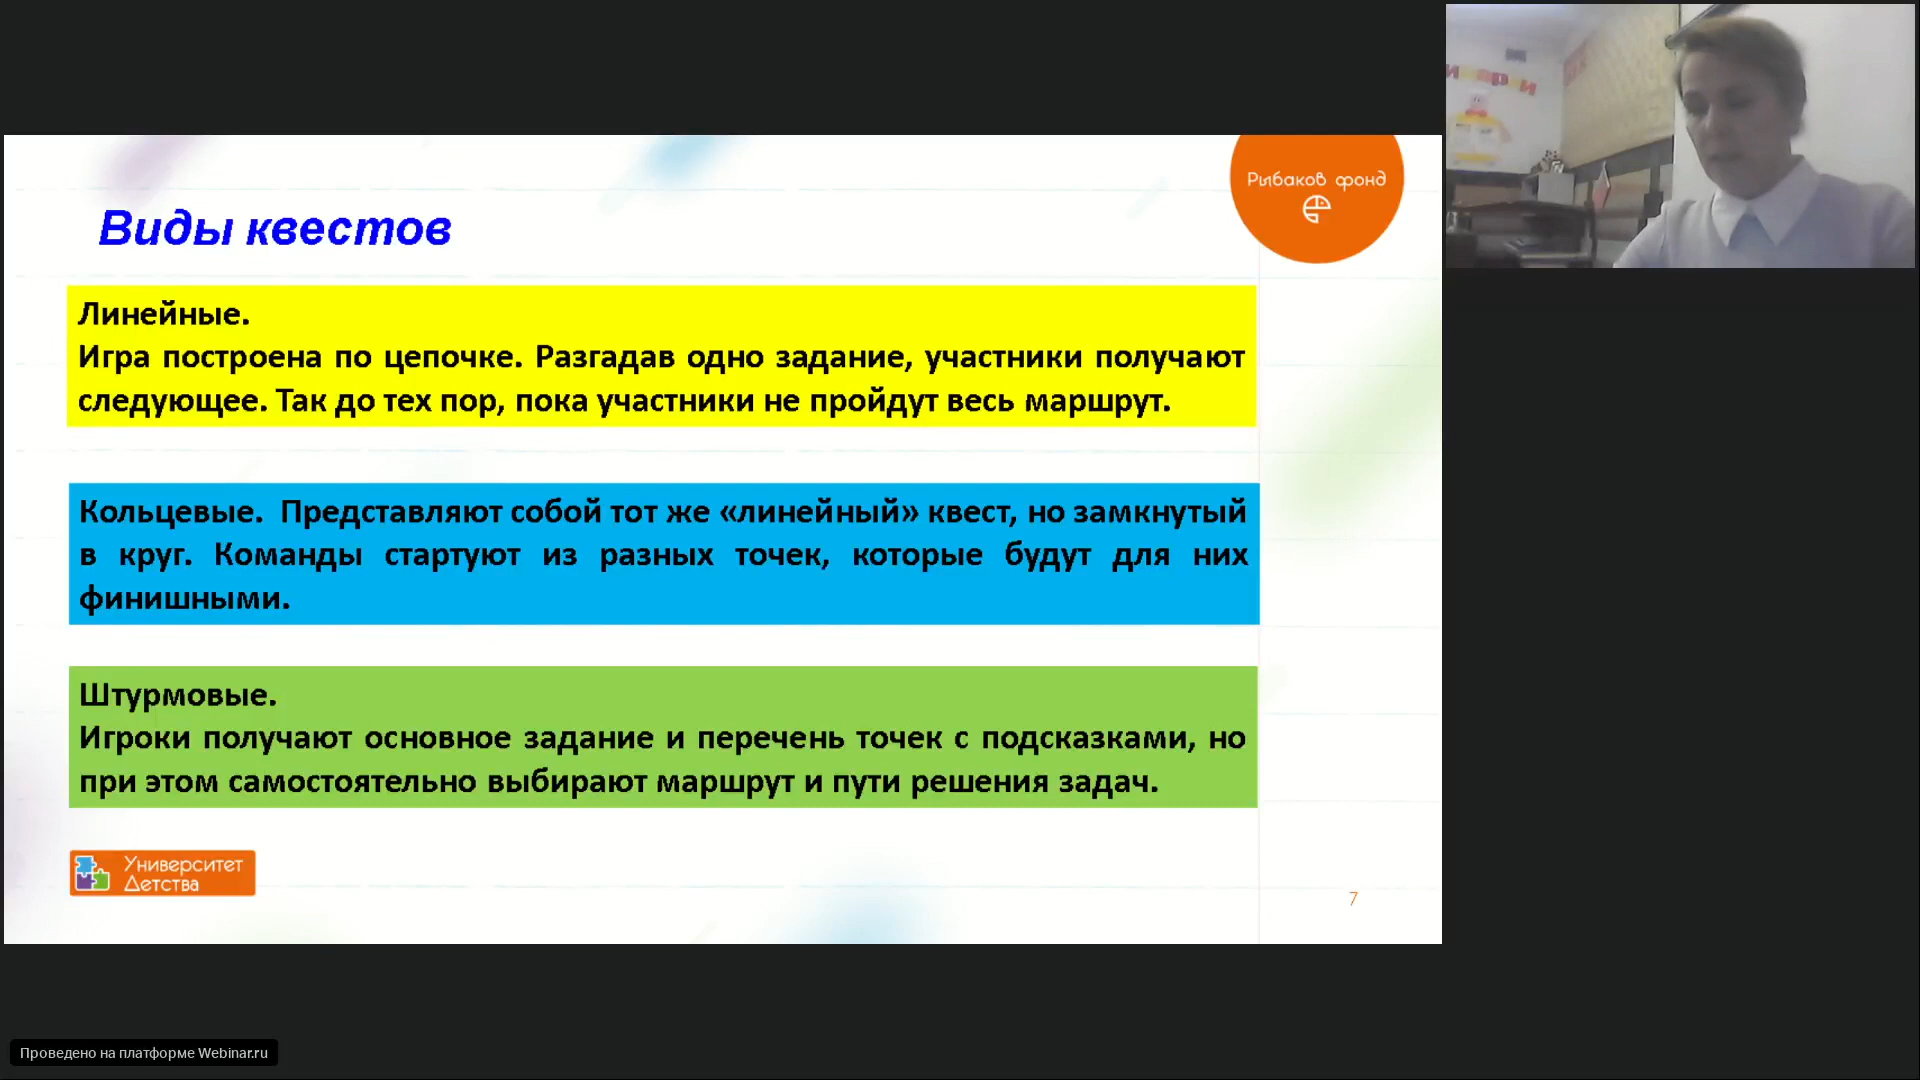 Рыбаков фонд
Виды квестов
Линейные.
Игра построена по цепочке. Разгадав одно задание, участники получают
следующее. Так до тех пор, пока участники не пройдут весь маршрут.
Кольцевые. Представляют собой тот же «линейный» квест, но замкнутый
в круг. Команды стартуют из разных точек, которые будут для них
финишными.
Штурмовые.
Игроки получают основное задание и перечень точек с подсказками, но
при этом самостоятельно выбирают маршрут и пути решения задач.
Университет
Детства
7
Проведено на платформе Webinar.ru